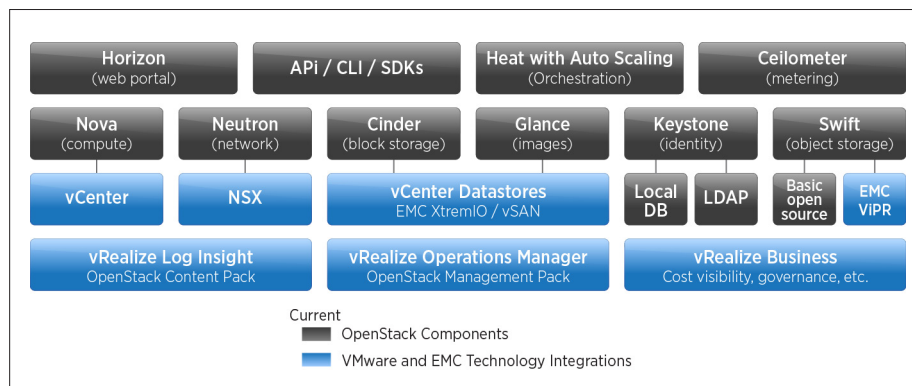 Horizon
(web portal)
APi / CLI / SDKs
Heat with Auto Scaling
(Orchestration)
Ceilometer
(metering)
Nova
(compute)
Neutron
(network)
Cinder
(block storage)
Glance
(images)
Keystone
(identity)
Swift
(object storage)
vCenter
NSX
vCenter Datastores
EMC XtremIO / vSAN
Local
DB
LDAP
Basic
open
source
EMC
ViPR
vRealize Log Insight
OpenStack Content Pack
vRealize Operations Manager
OpenStack Management Pack
vRealize Business
Cost visibility, governance, etc.
Current
OpenStack Components
VMware and EMC Technology Integrations